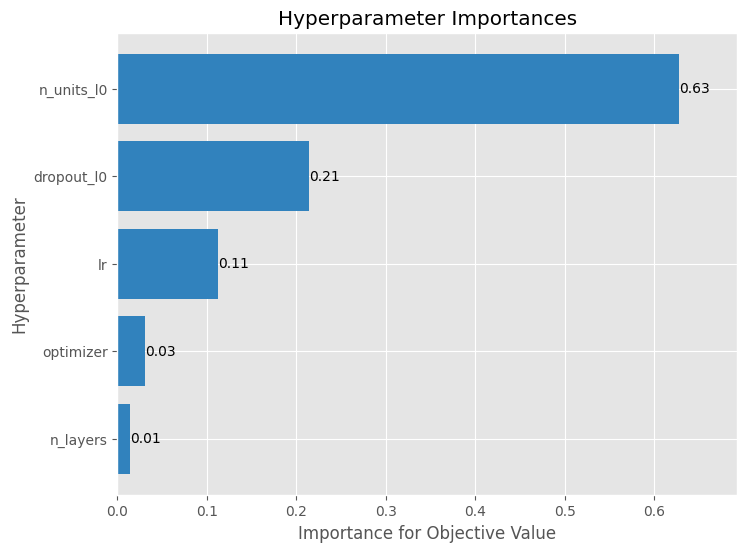 Hyperparameter Importances
Hyperparameter
n_units_l0
0.63
dropout_l0
0.21
lr
0.11
optimizer
0.03
n_layers
0.01
0.0 0.1 0.2 0.3 0.4 0.5 0.6
Importance for Objective Value